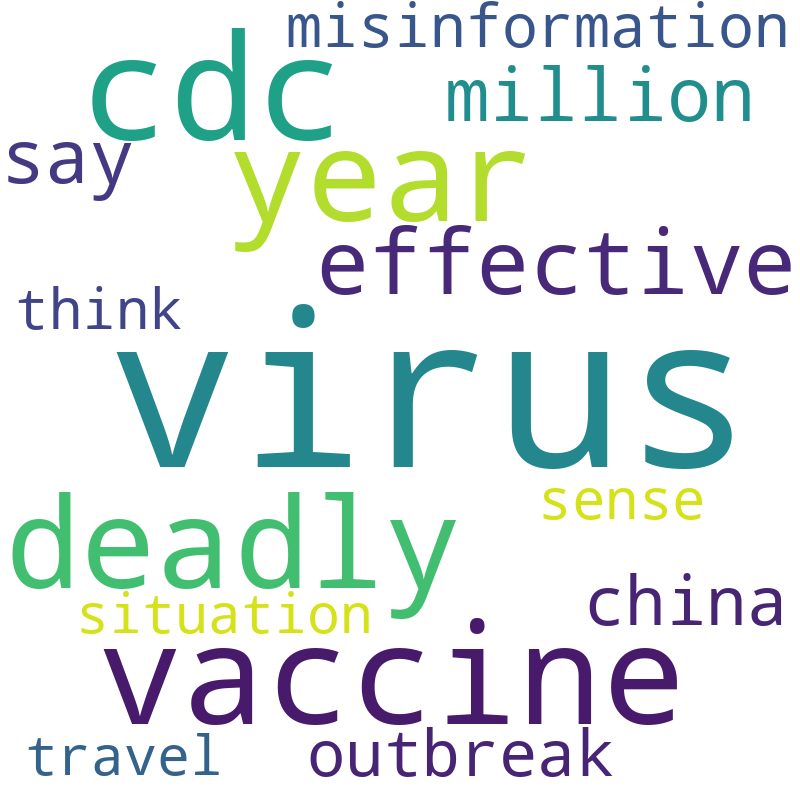 misinformation
cdc
million
say
year
effective
think
virus
deadly
sense
situation
china
vaccine
travel
outbreak